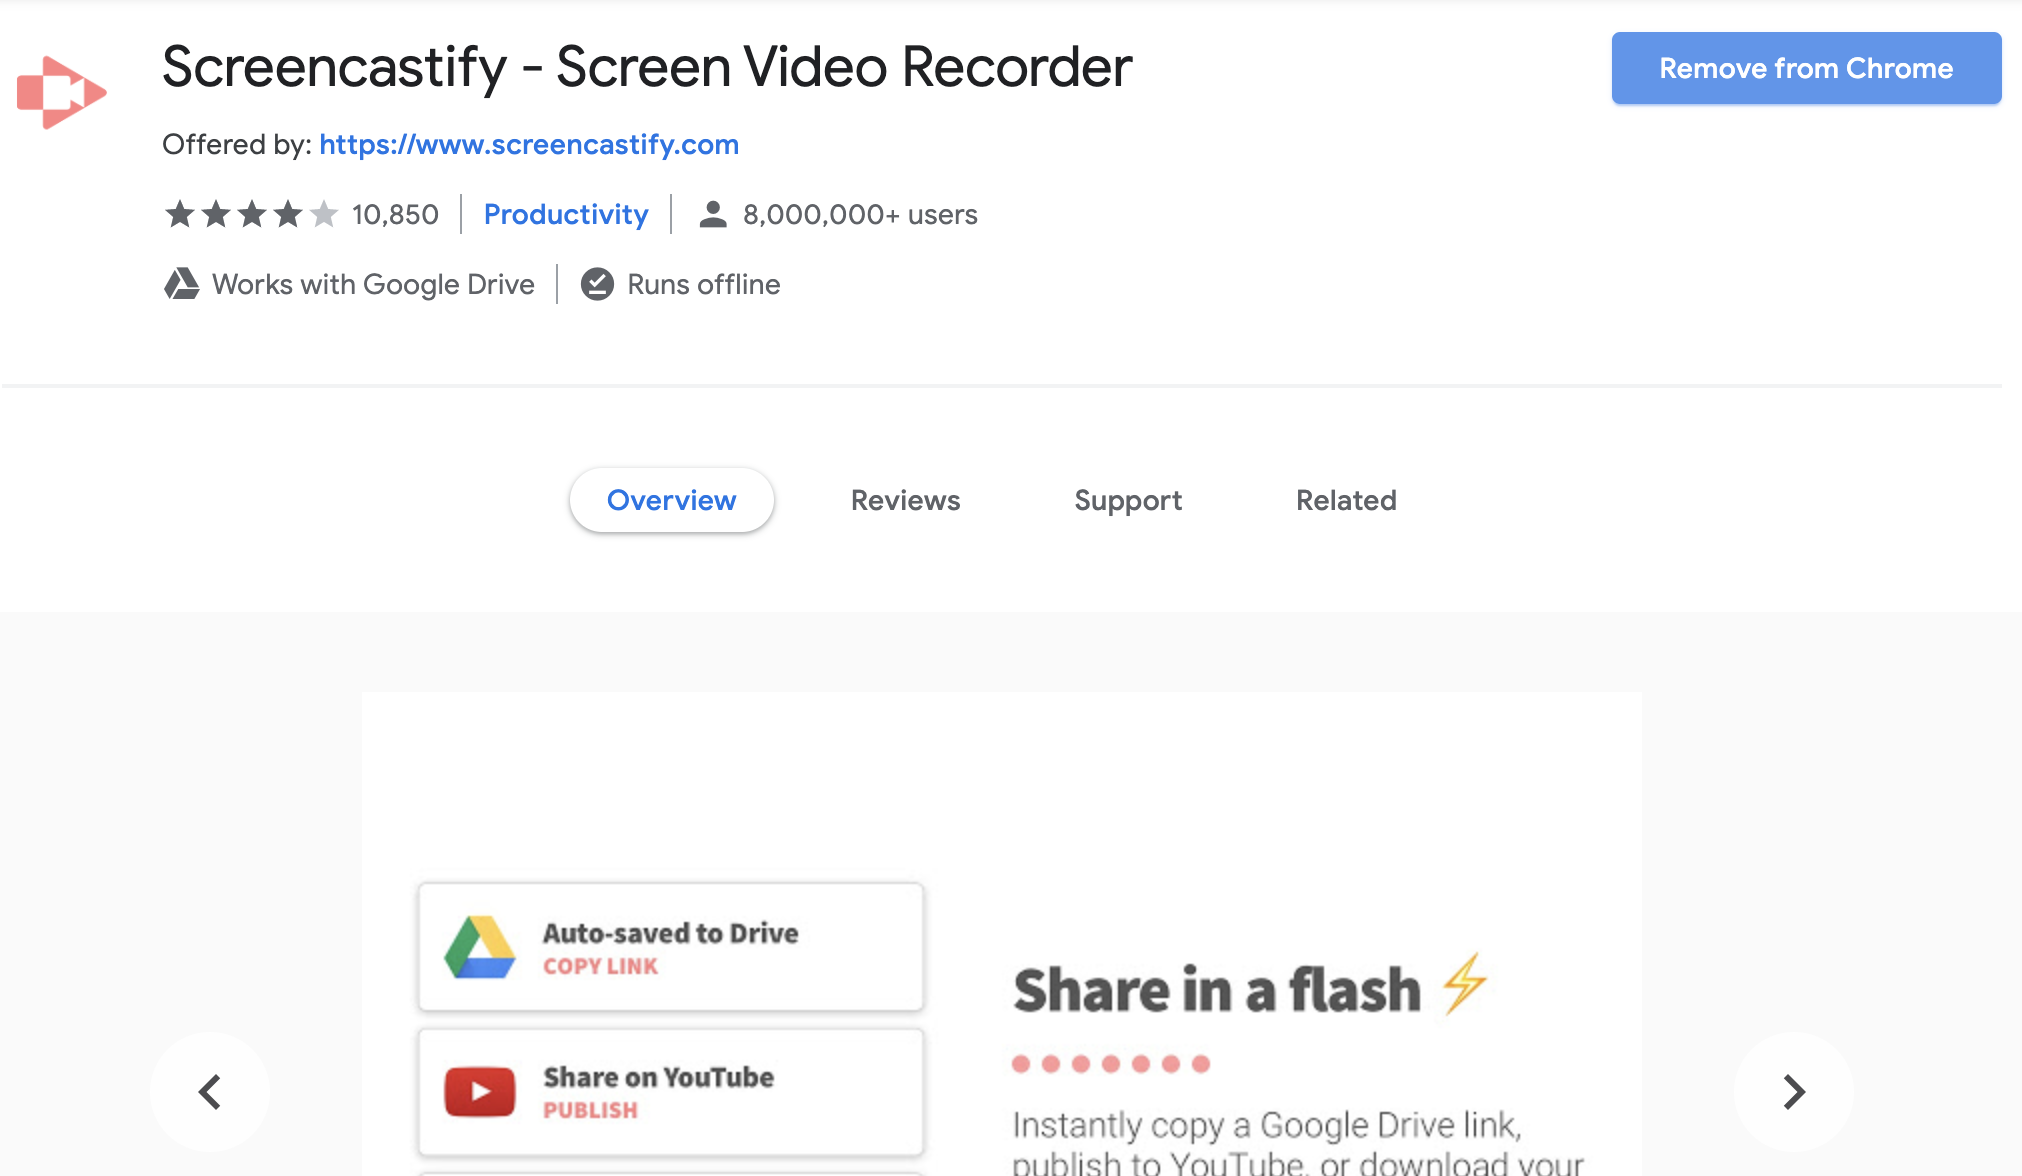 Screencastify - Screen Video Recorder
Remove from Chrome
Offered by: https://www.screencastify.com
10,850 Productivity 8,000,000+ users
Works with Google Drive Runs offline
Overview Reviews Support Related
Auto-saved to Drive
COPY LINK
Share on YouTube
PUBLISH
Share in a flash ⚡
Instantly copy a Google Drive link,
publish to YouTube, or download your